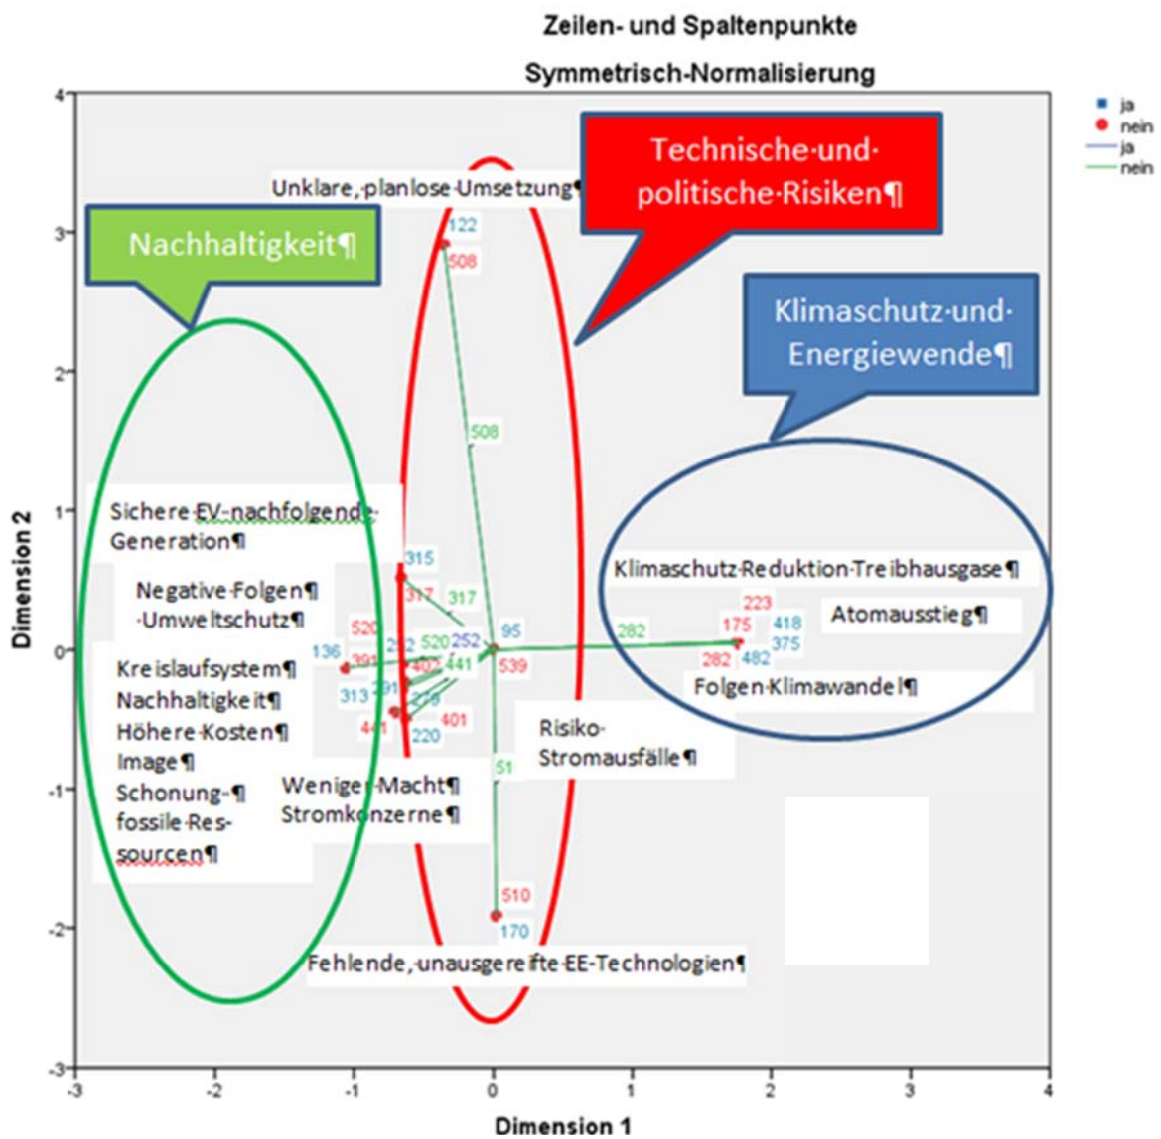 Zeilen- und Spaltenpunkte
Symmetrisch-Normalisierung
ja
nein
ja
nein
Technische·und·
politische·Risiken¶
Unklare,·planlose·Umsetzung¶
Nachhaltigkeit¶
Klimaschutz·und·
Energiewende¶
122
508
508
Sichere·EV-nachfolgende·
Generation¶
315
317
317
Negative·Folgen¶
·Umweltschutz¶
Klimaschutz·Reduktion·Treibhausgase¶
223
175
418
Atomausstieg¶
375
282
282
482
Folgen·Klimawandel¶
95
539
520
520
252
441
136
391
402
313
291
279
441
401
220
Kreislaufsystem¶
Nachhaltigkeit¶
Höhere·Kosten¶
Image¶
Schonung·¶
fossile·Res-
sourcen¶
Weniger·Macht¶
Stromkonzerne¶
Risiko-
Stromausfälle¶
51
510
170
Fehlende,·unausgereifte·EE-Technologien¶
4
3
2
1
0
-1
-2
-3
Dimension 2
-3
-2
-1
0
1
2
3
4
Dimension 1